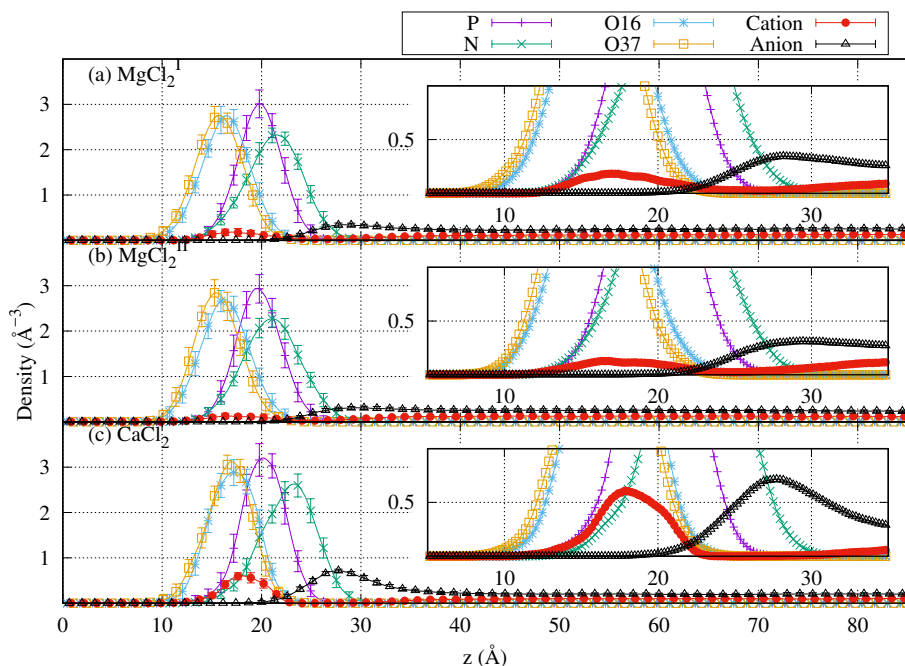 P O16 Cation
N O37 Anion
(a) MgCl₂ᴵ
3
2
1
0.5
10 20 30
(b) MgCl₂ᴵᴵ
3
2
1
0.5
10 20 30
(c) CaCl₂
3
2
1
0
0.5
10 20 30
0 10 20 30 40 50 60 70 80
Density (Å⁻³)
z (Å)